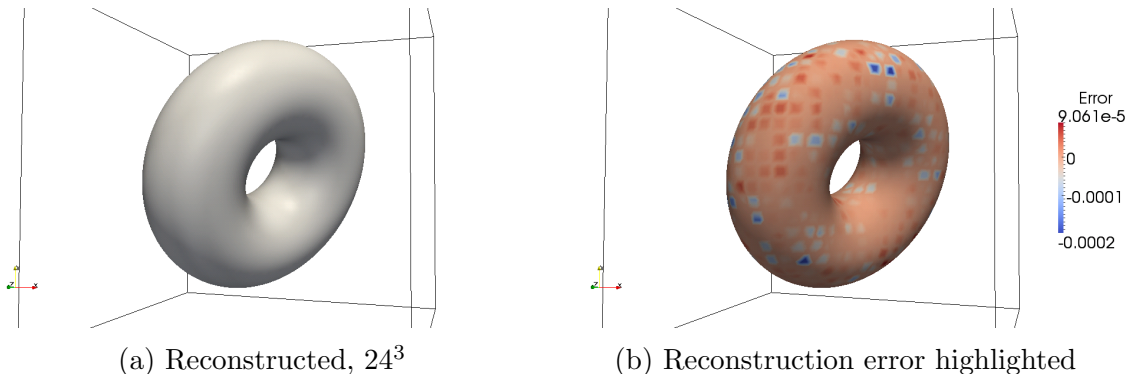 Error
9.061e-5
0
-0.0001
-0.0002
z x
z x
(a) Reconstructed, 24³
(b) Reconstruction error highlighted